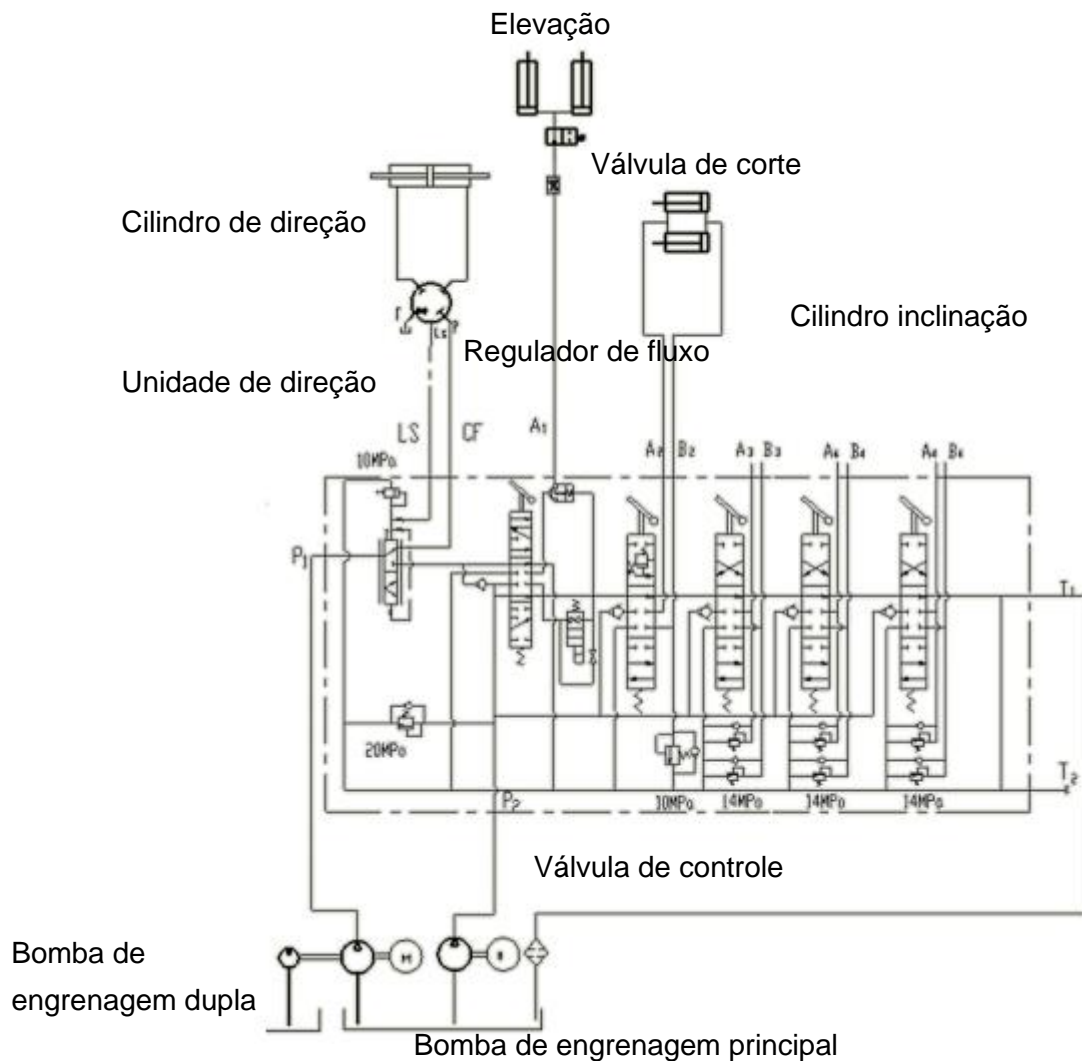 Elevação
Válvula de corte
Cilindro de direção
Cilindro inclinação
T
Ls
P
Regulador de fluxo
Unidade de direção
LS
CF
A1
A2 B2
A3 B3
A4
B4
10MPa
P1
T1
20MPa
P2
T2
10MPa
14MPa
14MPa
14MPa
Válvula de controle
Bomba de
engrenagem dupla
M
Bomba de engrenagem principal